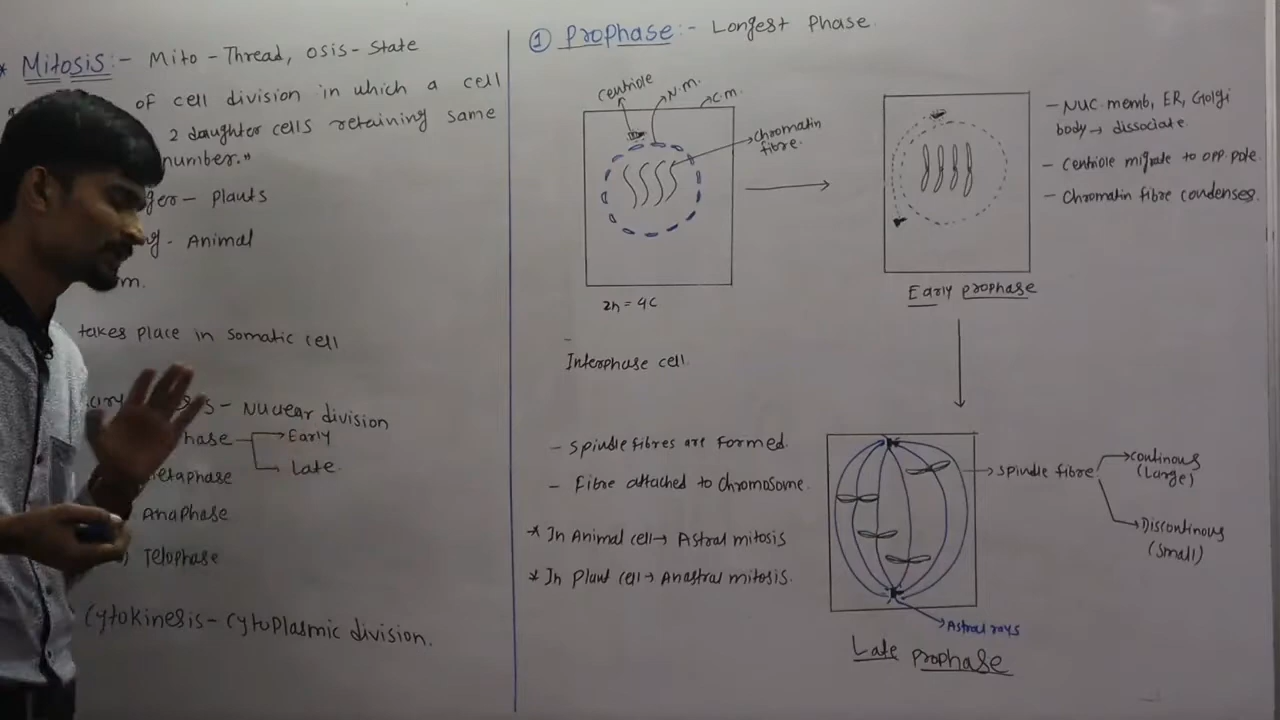 * Mitosis:- Mito - Thread, osis - State
of cell division in which a cell
2 daughter cells retaining same
number."
ger - Plants
g - Animal
m.
takes place in somatic cell
s - Nuclear division
hase
Early
Late
Metaphase
Anaphase
Telophase
Cytokinesis - Cytoplasmic division.
① Prophase:- Longest Phase.
centriole
N.m.
C.m.
chromatin
fibre.
2n = 4C
Interphase cell.
- Nuc. memb, ER, Golgi
body → dissociate.
- Centriole migrate to opp. pole.
- Chromatin fibre condenses.
Early prophase
- Spindle fibres are formed.
- Fibre attached to chromosome.
* In Animal cell → Astral mitosis
* In Plant cell → Anastral mitosis.
Spindle fibre
continous
(Large)
Discontinous
(Small)
Astral rays
Late prophase